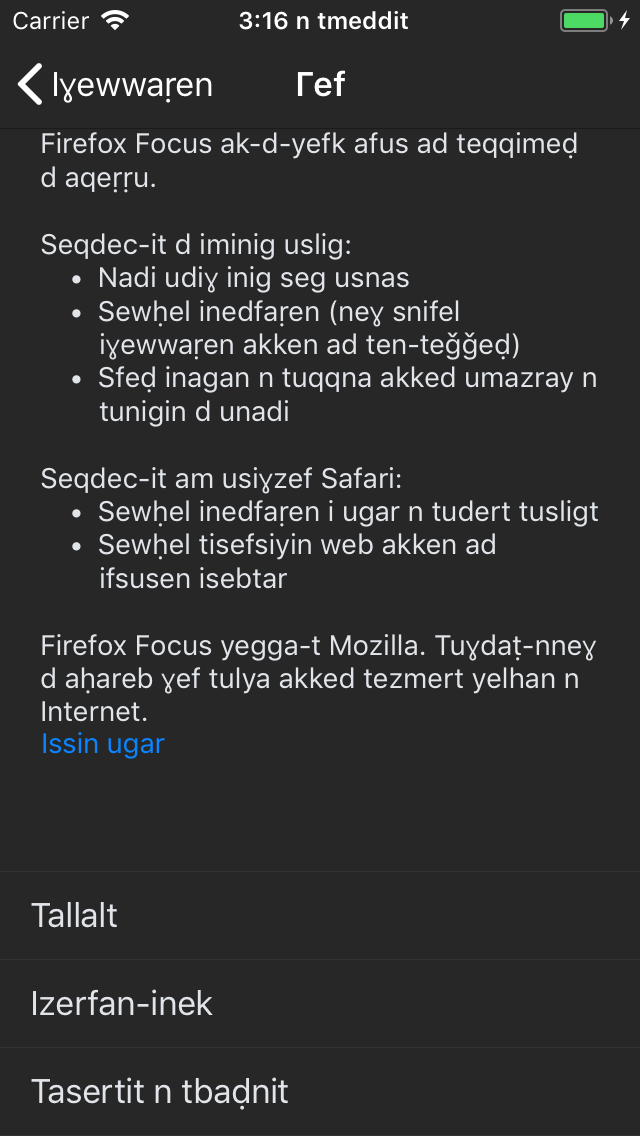 Carrier 3:16 n tmeddit
Iɣewwaṛen Γef
Firefox Focus ak-d-yefk afus ad teqqimeḍ
d aqeṛṛu.
Seqdec-it d iminig uslig:
• Nadi udiɣ inig seg usnas
• Sewḥel inedfaṛen (neɣ snifel
iɣewwaṛen akken ad ten-teǧǧeḍ)
• Sfeḍ inagan n tuqqna akked umazray n
tunigin d unadi
Seqdec-it am usiɣzef Safari:
• Sewḥel inedfaṛen i ugar n tudert tusligt
• Sewḥel tisefsiyin web akken ad
ifsusen isebtar
Firefox Focus yegga-t Mozilla. Tuɣdaṭ-nneɣ
d aḥareb ɣef tulya akked tezmert yelhan n
Internet.
Issin ugar
Tallalt
Izerfan-inek
Tasertit n tbaḍnit